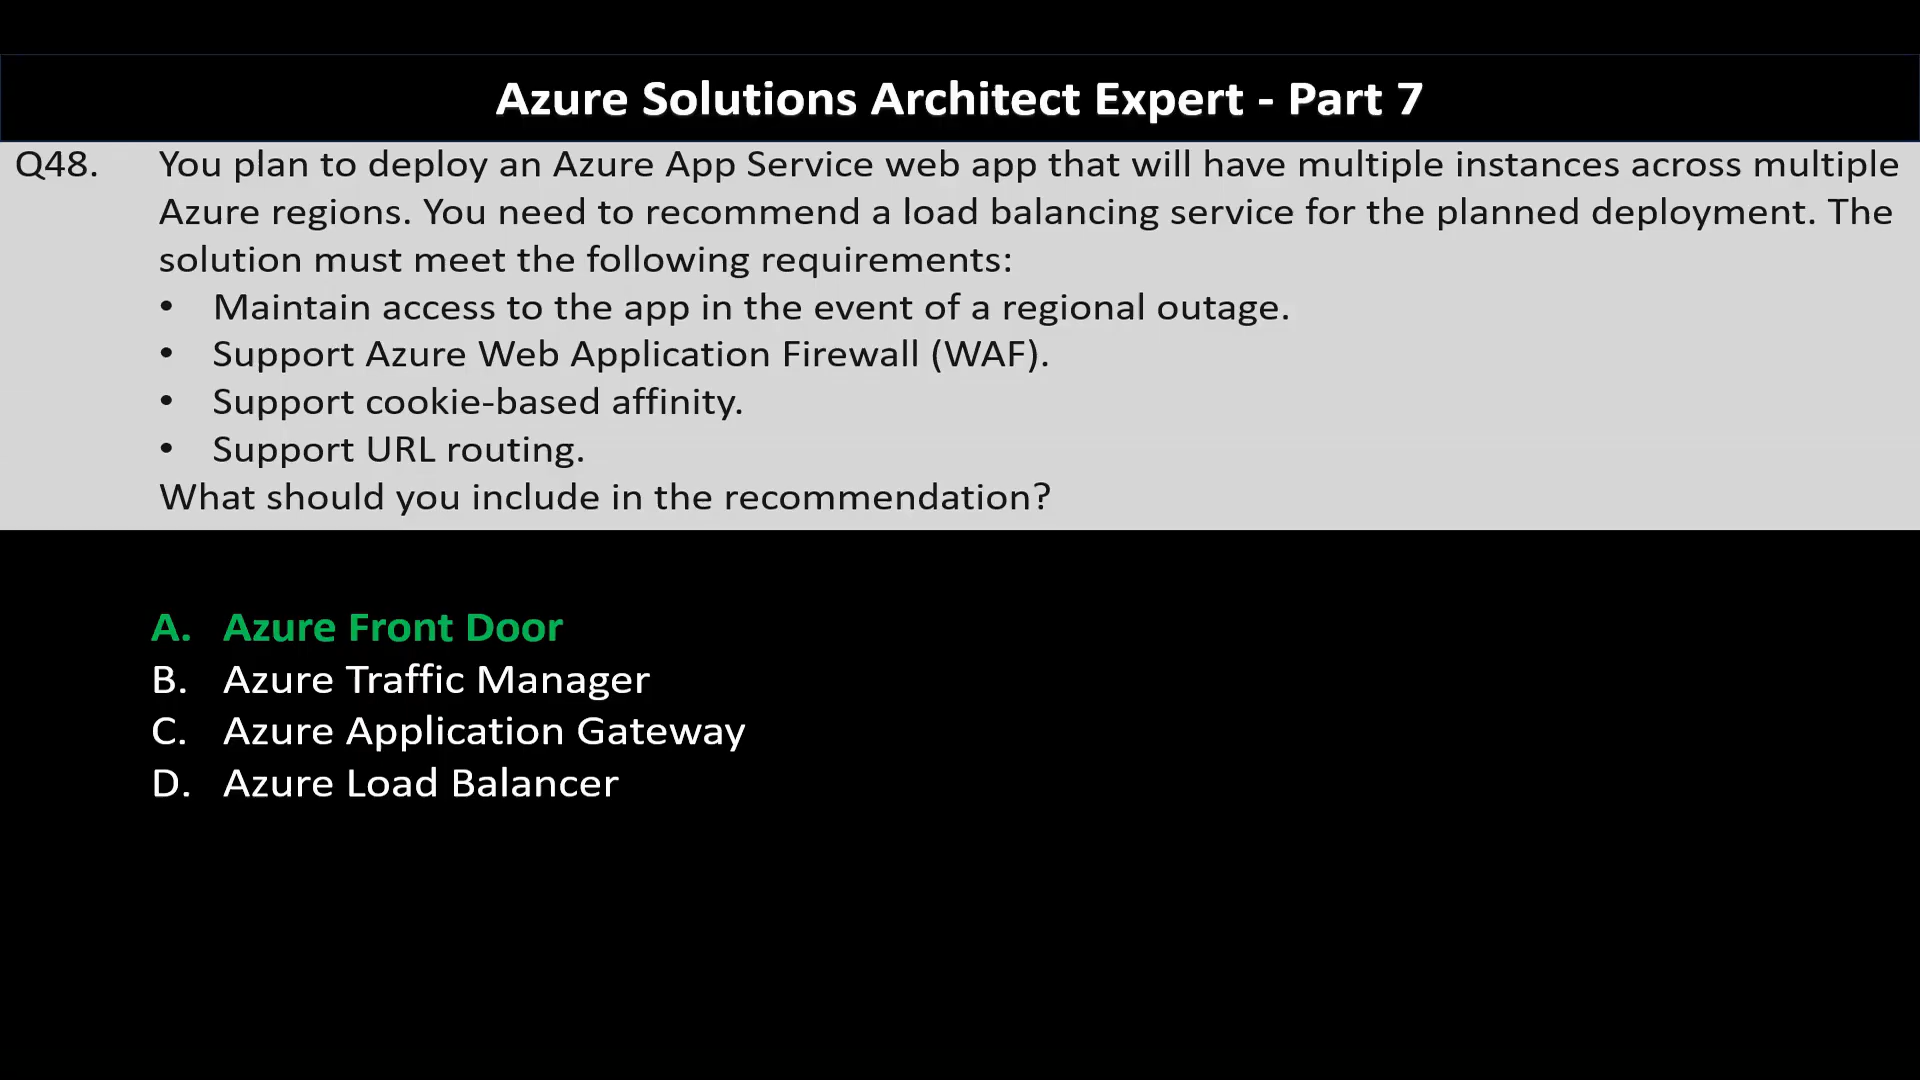 Azure Solutions Architect Expert - Part 7
Q48. You plan to deploy an Azure App Service web app that will have multiple instances across multiple
Azure regions. You need to recommend a load balancing service for the planned deployment. The
solution must meet the following requirements:
• Maintain access to the app in the event of a regional outage.
• Support Azure Web Application Firewall (WAF).
• Support cookie-based affinity.
• Support URL routing.
What should you include in the recommendation?
A. Azure Front Door
B. Azure Traffic Manager
C. Azure Application Gateway
D. Azure Load Balancer